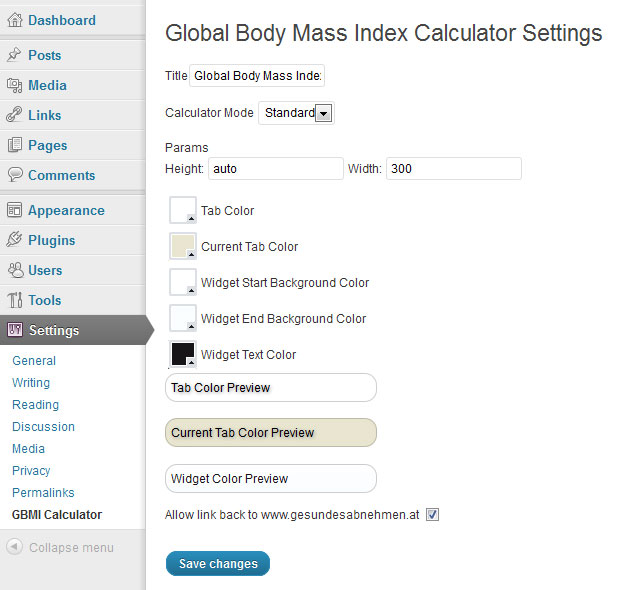 Dashboard
Posts
Media
Links
Pages
Comments
Appearance
Plugins
Users
Tools
Settings
General
Writing
Reading
Discussion
Media
Privacy
Permalinks
GBMI Calculator
Collapse menu
Global Body Mass Index Calculator Settings
Title Global Body Mass Inde
Calculator Mode Standard
Params
Height: auto Width: 300
Tab Color
Current Tab Color
Widget Start Background Color
Widget End Background Color
Widget Text Color
Tab Color Preview
Current Tab Color Preview
Widget Color Preview
Allow link back to www.gesundesabnehmen.at
Save changes